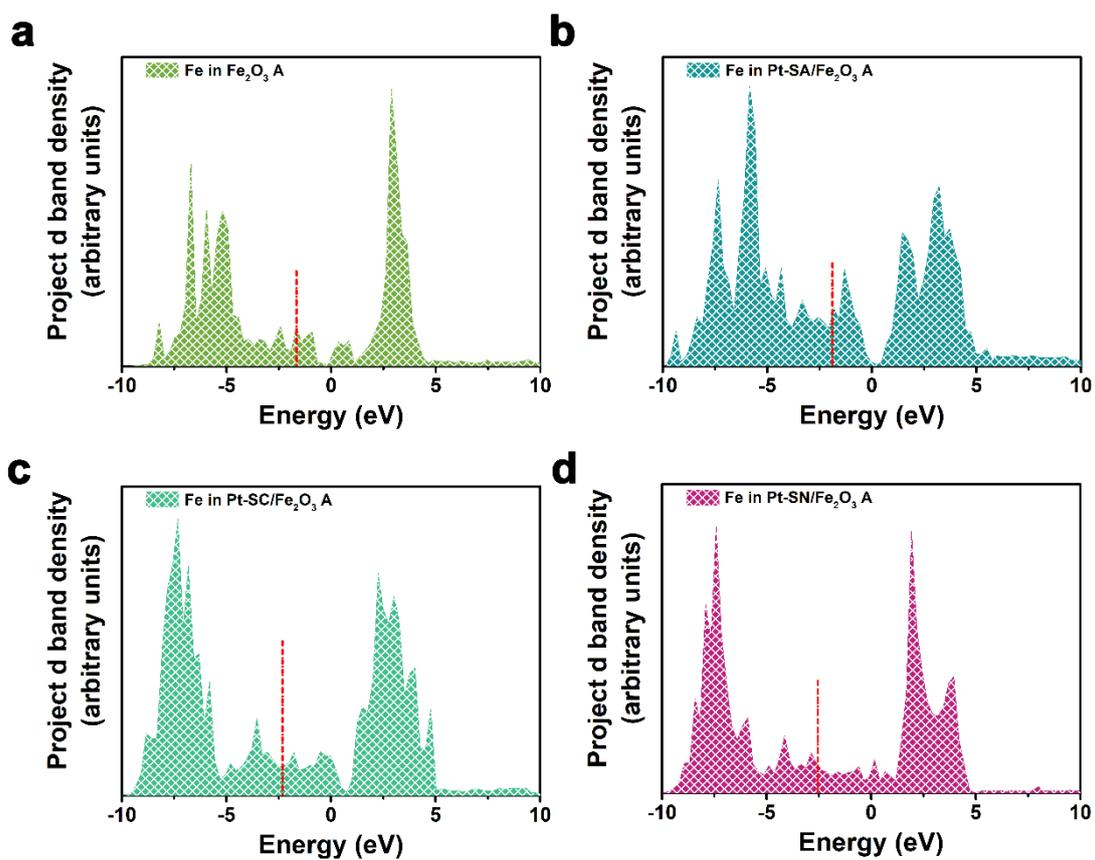 a
Project d band density
(arbitrary units)
Fe in Fe₂O₃ A
-10 -5 0 5 10
Energy (eV)
b
Project d band density
(arbitrary units)
Fe in Pt-SA/Fe₂O₃ A
-10 -5 0 5 10
Energy (eV)
c
Project d band density
(arbitrary units)
Fe in Pt-SC/Fe₂O₃ A
-10 -5 0 5 10
Energy (eV)
d
Project d band density
(arbitrary units)
Fe in Pt-SN/Fe₂O₃ A
-10 -5 0 5 10
Energy (eV)